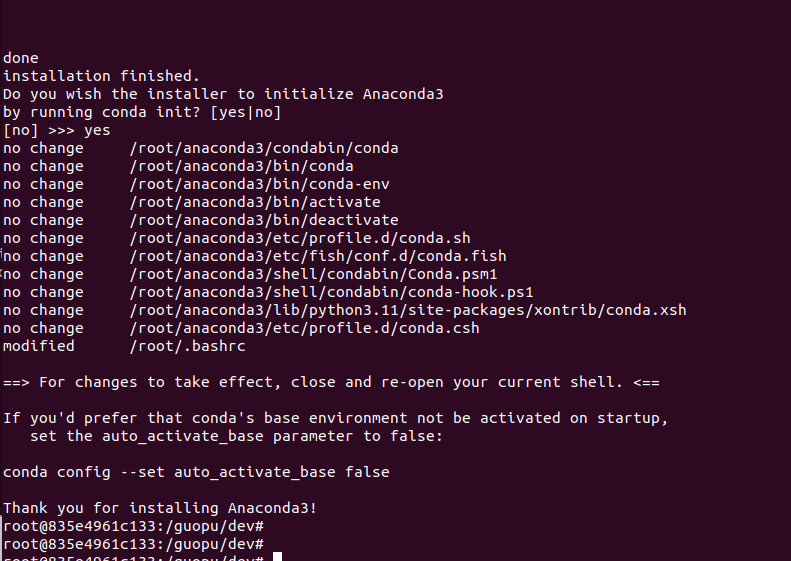 done
installation finished.
Do you wish the installer to initialize Anaconda3
by running conda init? [yes|no]
[no] >>> yes
no change     /root/anaconda3/condabin/conda
no change     /root/anaconda3/bin/conda
no change     /root/anaconda3/bin/conda-env
no change     /root/anaconda3/bin/activate
no change     /root/anaconda3/bin/deactivate
no change     /root/anaconda3/etc/profile.d/conda.sh
no change     /root/anaconda3/etc/fish/conf.d/conda.fish
no change     /root/anaconda3/shell/condabin/Conda.psm1
no change     /root/anaconda3/shell/condabin/conda-hook.ps1
no change     /root/anaconda3/lib/python3.11/site-packages/xontrib/conda.xsh
no change     /root/anaconda3/etc/profile.d/conda.csh
modified      /root/.bashrc
==> For changes to take effect, close and re-open your current shell. <==
If you'd prefer that conda's base environment not be activated on startup,
   set the auto_activate_base parameter to false:
conda config --set auto_activate_base false
Thank you for installing Anaconda3!
root@835e4961c133:/guopu/dev#
root@835e4961c133:/guopu/dev#
root@835e4961c133:/guopu/dev#